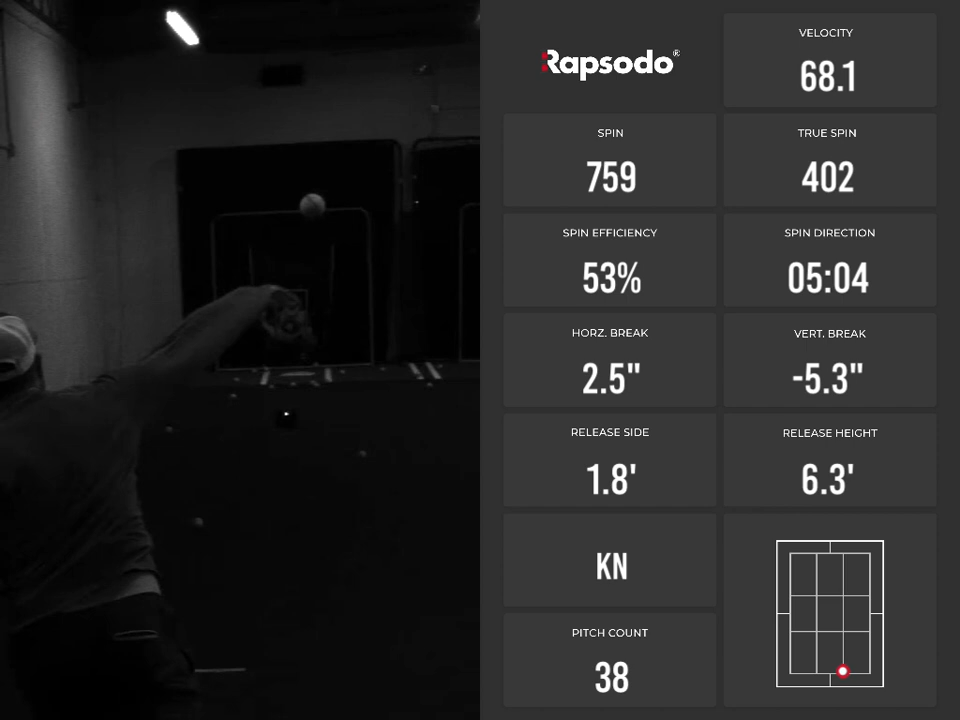 Rapsodo®
VELOCITY
68.1
SPIN
759
TRUE SPIN
402
SPIN EFFICIENCY
53%
SPIN DIRECTION
05:04
HORZ. BREAK
2.5"
VERT. BREAK
-5.3"
RELEASE SIDE
1.8'
RELEASE HEIGHT
6.3'
KN
PITCH COUNT
38